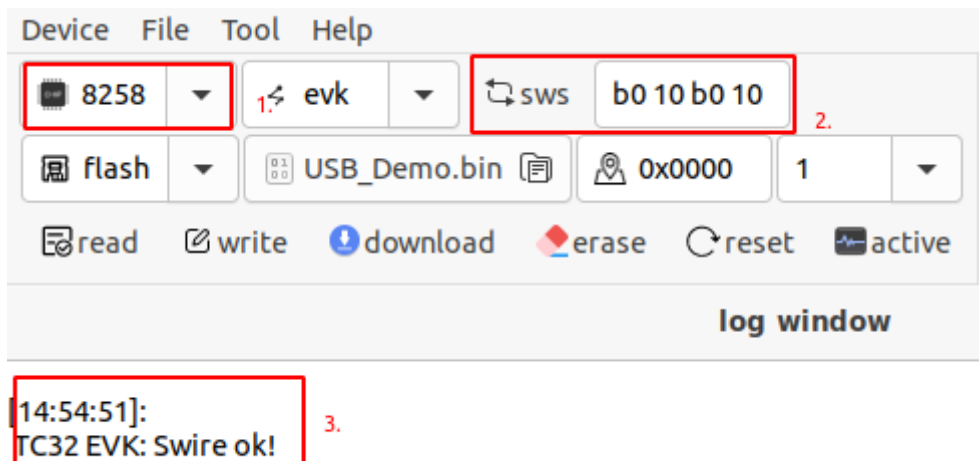 Device File Tool Help
8258 1. evk sws b0 10 b0 10 2.
flash USB_Demo.bin 0x0000 1
read write download erase reset active
log window
[14:54:51]: 3.
TC32 EVK: Swire ok!